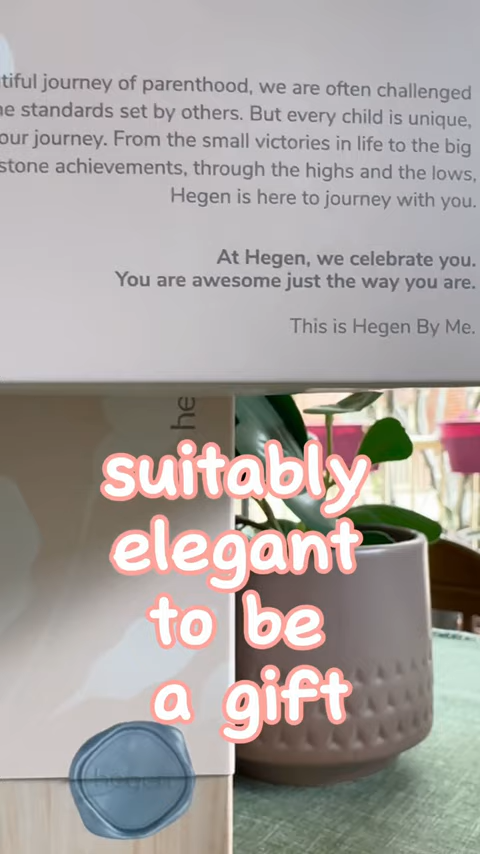 tiful journey of parenthood, we are often challenged
e standards set by others. But every child is unique,
our journey. From the small victories in life to the big
stone achievements, through the highs and the lows,
Hegen is here to journey with you.
At Hegen, we celebrate you.
You are awesome just the way you are.
This is Hegen By Me.
he
suitably
elegant
to be
a gift
hegen